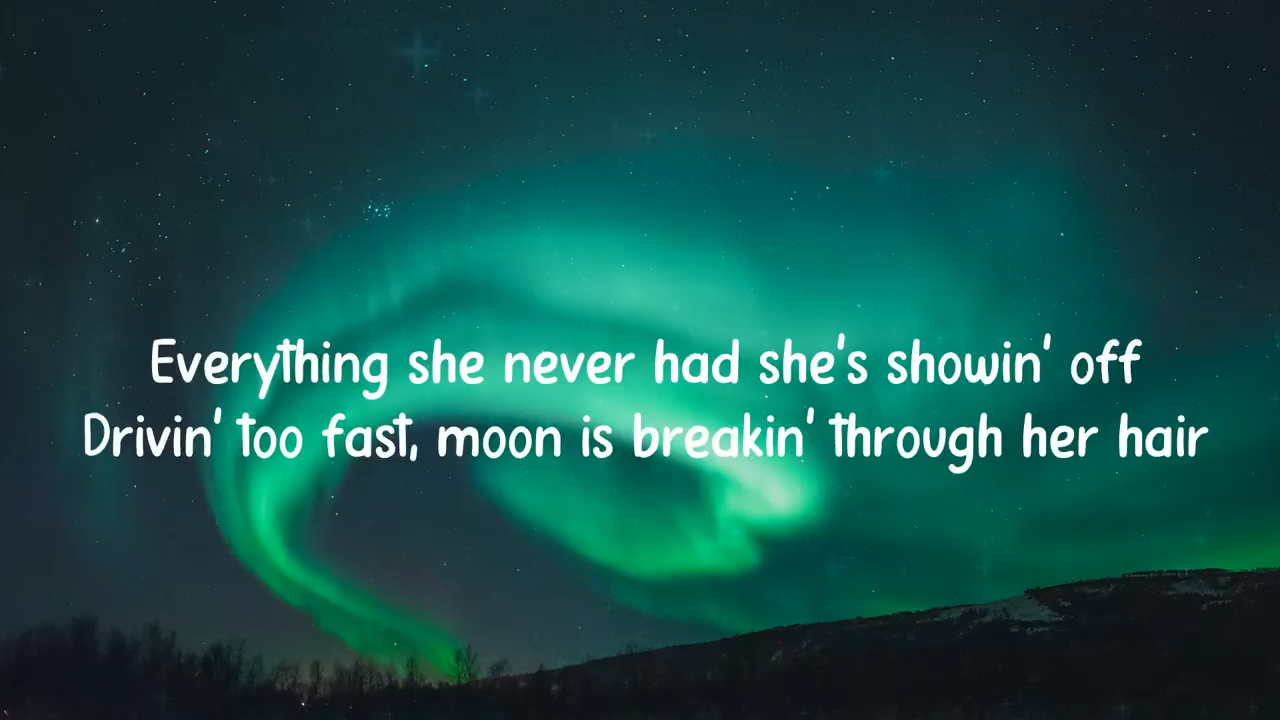 Everything she never had she's showin' off
Drivin' too fast, moon is breakin' through her hair